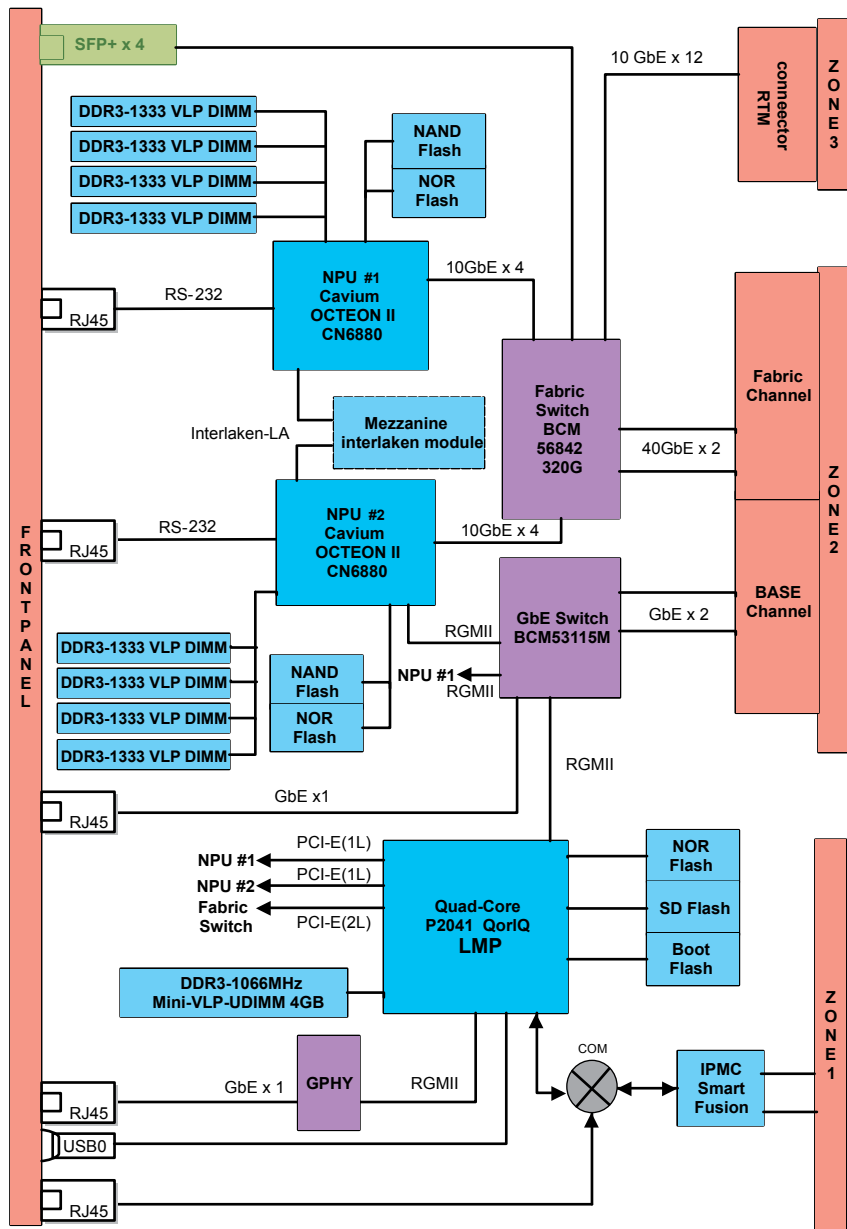 SFP+ x 4
10 GbE x 12
conneector
RTM
ZONE3
DDR3-1333 VLP DIMM
DDR3-1333 VLP DIMM
DDR3-1333 VLP DIMM
DDR3-1333 VLP DIMM
NAND
Flash
NOR
Flash
RJ45
RS-232
NPU #1
Cavium
OCTEON II
CN6880
10GbE x 4
Fabric
Switch
BCM
56842
320G
Fabric
Channel
40GbE x 2
Interlaken-LA
Mezzanine
interlaken module
FRONTPANEL
ZONE2
RJ45
RS-232
NPU #2
Cavium
OCTEON II
CN6880
10GbE x 4
GbE Switch
BCM53115M
BASE
Channel
GbE x 2
RGMII
NPU #1
RGMII
DDR3-1333 VLP DIMM
DDR3-1333 VLP DIMM
DDR3-1333 VLP DIMM
DDR3-1333 VLP DIMM
NAND
Flash
NOR
Flash
RGMII
RJ45
GbE x1
NPU #1
PCI-E(1L)
NPU #2
PCI-E(1L)
Fabric
Switch
PCI-E(2L)
Quad-Core
P2041 QorIQ
LMP
NOR
Flash
SD Flash
Boot
Flash
DDR3-1066MHz
Mini-VLP-UDIMM 4GB
ZONE1
COM
IPMC
Smart
Fusion
RJ45
GbE x 1
GPHY
RGMII
USB0
RJ45